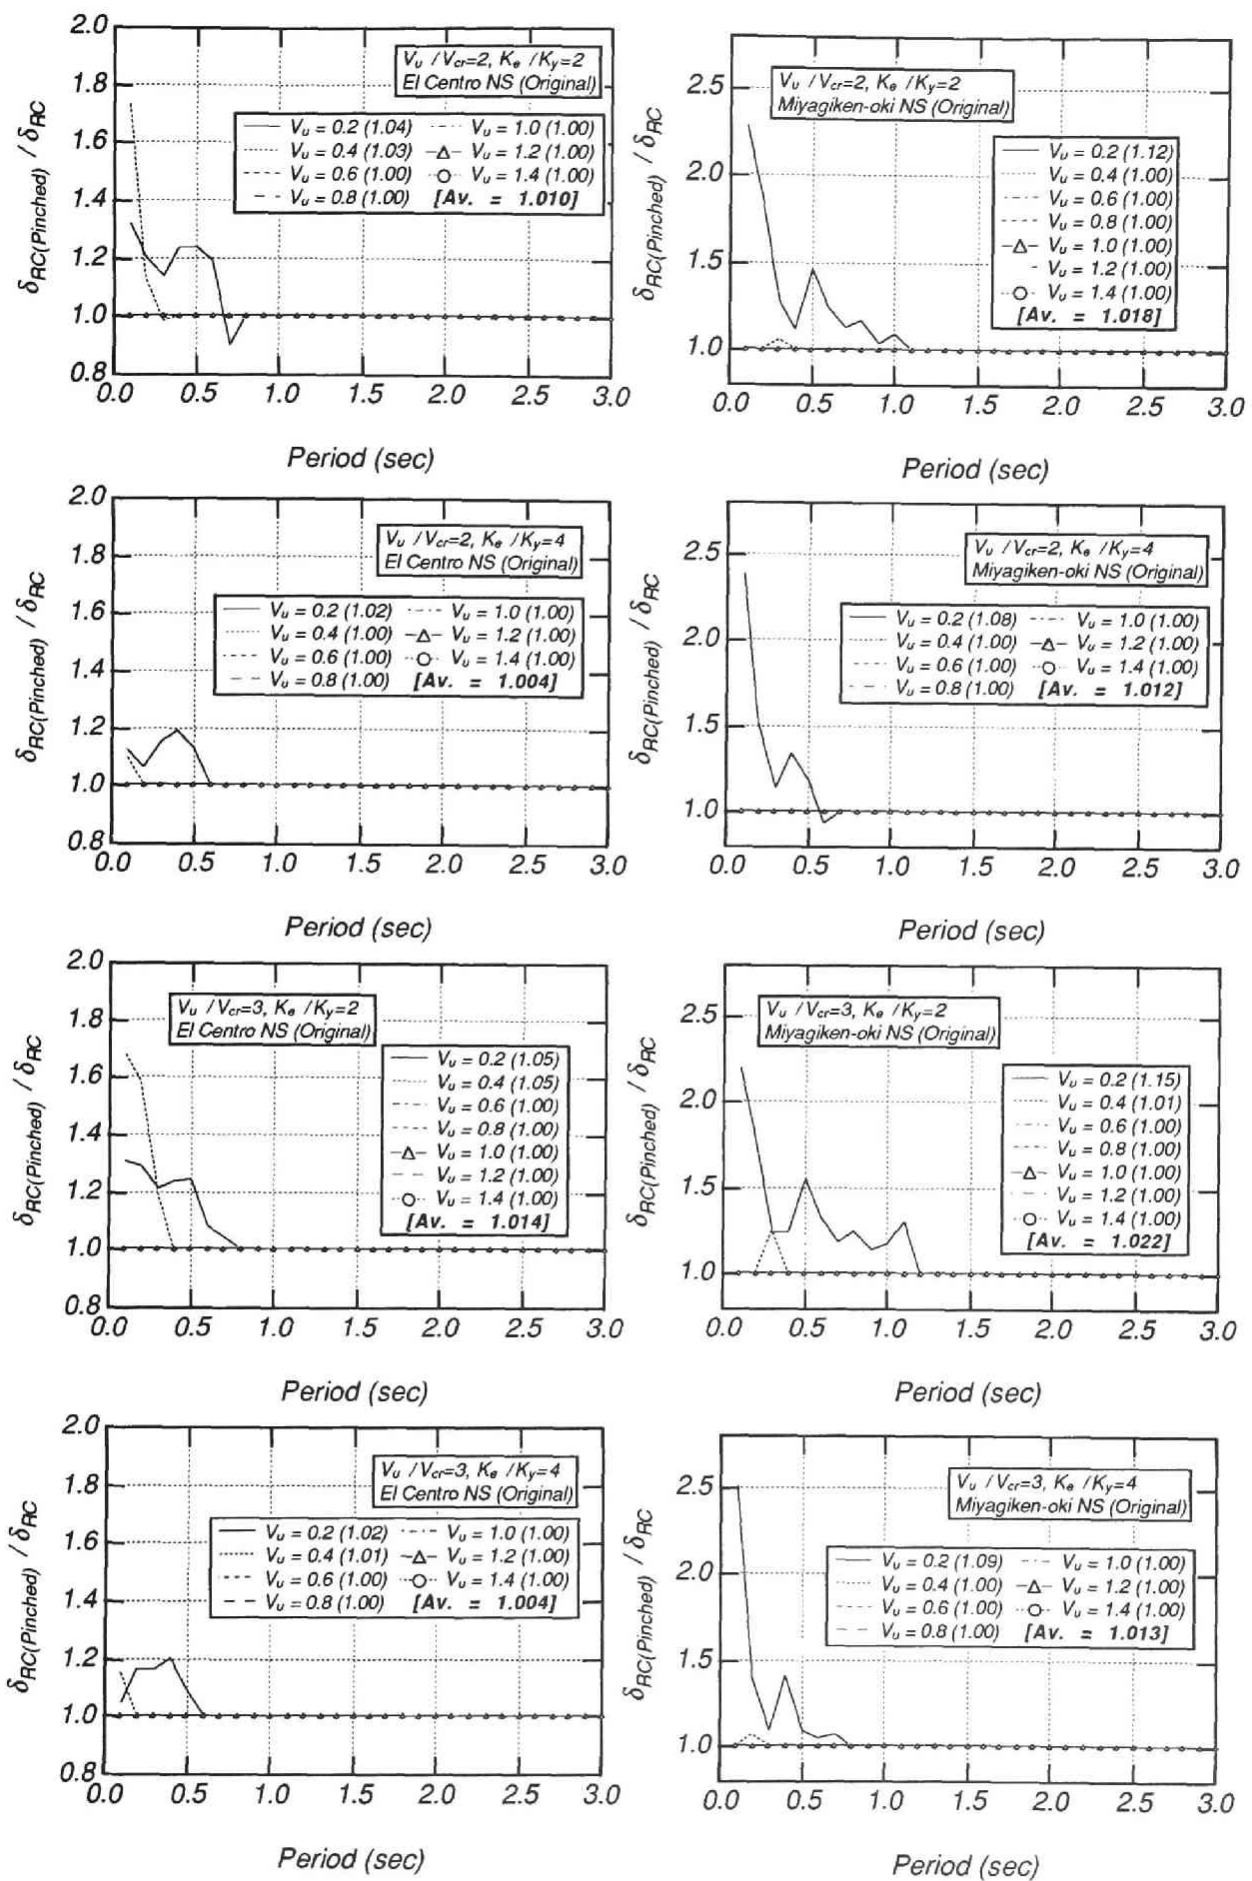 2.0
1.8
1.6
1.4
1.2
1.0
0.8
δRC(Pinched) / δRC
Vu /Vcr=2, Ke /Ky=2
El Centro NS (Original)
Vu = 0.2 (1.04) Vu = 1.0 (1.00)
Vu = 0.4 (1.03) Vu = 1.2 (1.00)
Vu = 0.6 (1.00) Vu = 1.4 (1.00)
Vu = 0.8 (1.00) [Av. = 1.010]
0.0 0.5 1.0 1.5 2.0 2.5 3.0
Period (sec)
2.5
2.0
1.5
1.0
δRC(Pinched) / δRC
Vu /Vcr=2, Ke /Ky=2
Miyagiken-oki NS (Original)
Vu = 0.2 (1.12)
Vu = 0.4 (1.00)
Vu = 0.6 (1.00)
Vu = 0.8 (1.00)
Vu = 1.0 (1.00)
Vu = 1.2 (1.00)
Vu = 1.4 (1.00)
[Av. = 1.018]
0.0 0.5 1.0 1.5 2.0 2.5 3.0
Period (sec)
2.0
1.8
1.6
1.4
1.2
1.0
0.8
δRC(Pinched) / δRC
Vu /Vcr=2, Ke /Ky=4
El Centro NS (Original)
Vu = 0.2 (1.02) Vu = 1.0 (1.00)
Vu = 0.4 (1.00) Vu = 1.2 (1.00)
Vu = 0.6 (1.00) Vu = 1.4 (1.00)
Vu = 0.8 (1.00) [Av. = 1.004]
0.0 0.5 1.0 1.5 2.0 2.5 3.0
Period (sec)
2.5
2.0
1.5
1.0
δRC(Pinched) / δRC
Vu /Vcr=2, Ke /Ky=4
Miyagiken-oki NS (Original)
Vu = 0.2 (1.08) Vu = 1.0 (1.00)
Vu = 0.4 (1.00) Vu = 1.2 (1.00)
Vu = 0.6 (1.00) Vu = 1.4 (1.00)
Vu = 0.8 (1.00) [Av. = 1.012]
0.0 0.5 1.0 1.5 2.0 2.5 3.0
Period (sec)
2.0
1.8
1.6
1.4
1.2
1.0
0.8
δRC(Pinched) / δRC
Vu /Vcr=3, Ke /Ky=2
El Centro NS (Original)
Vu = 0.2 (1.05)
Vu = 0.4 (1.05)
Vu = 0.6 (1.00)
Vu = 0.8 (1.00)
Vu = 1.0 (1.00)
Vu = 1.2 (1.00)
Vu = 1.4 (1.00)
[Av. = 1.014]
0.0 0.5 1.0 1.5 2.0 2.5 3.0
Period (sec)
2.5
2.0
1.5
1.0
δRC(Pinched) / δRC
Vu /Vcr=3, Ke /Ky=2
Miyagiken-oki NS (Original)
Vu = 0.2 (1.15)
Vu = 0.4 (1.01)
Vu = 0.6 (1.00)
Vu = 0.8 (1.00)
Vu = 1.0 (1.00)
Vu = 1.2 (1.00)
Vu = 1.4 (1.00)
[Av. = 1.022]
0.0 0.5 1.0 1.5 2.0 2.5 3.0
Period (sec)
2.0
1.8
1.6
1.4
1.2
1.0
0.8
δRC(Pinched) / δRC
Vu /Vcr=3, Ke /Ky=4
El Centro NS (Original)
Vu = 0.2 (1.02) Vu = 1.0 (1.00)
Vu = 0.4 (1.01) Vu = 1.2 (1.00)
Vu = 0.6 (1.00) Vu = 1.4 (1.00)
Vu = 0.8 (1.00) [Av. = 1.004]
0.0 0.5 1.0 1.5 2.0 2.5 3.0
Period (sec)
2.5
2.0
1.5
1.0
δRC(Pinched) / δRC
Vu /Vcr=3, Ke /Ky=4
Miyagiken-oki NS (Original)
Vu = 0.2 (1.09) Vu = 1.0 (1.00)
Vu = 0.4 (1.00) Vu = 1.2 (1.00)
Vu = 0.6 (1.00) Vu = 1.4 (1.00)
Vu = 0.8 (1.00) [Av. = 1.013]
0.0 0.5 1.0 1.5 2.0 2.5 3.0
Period (sec)